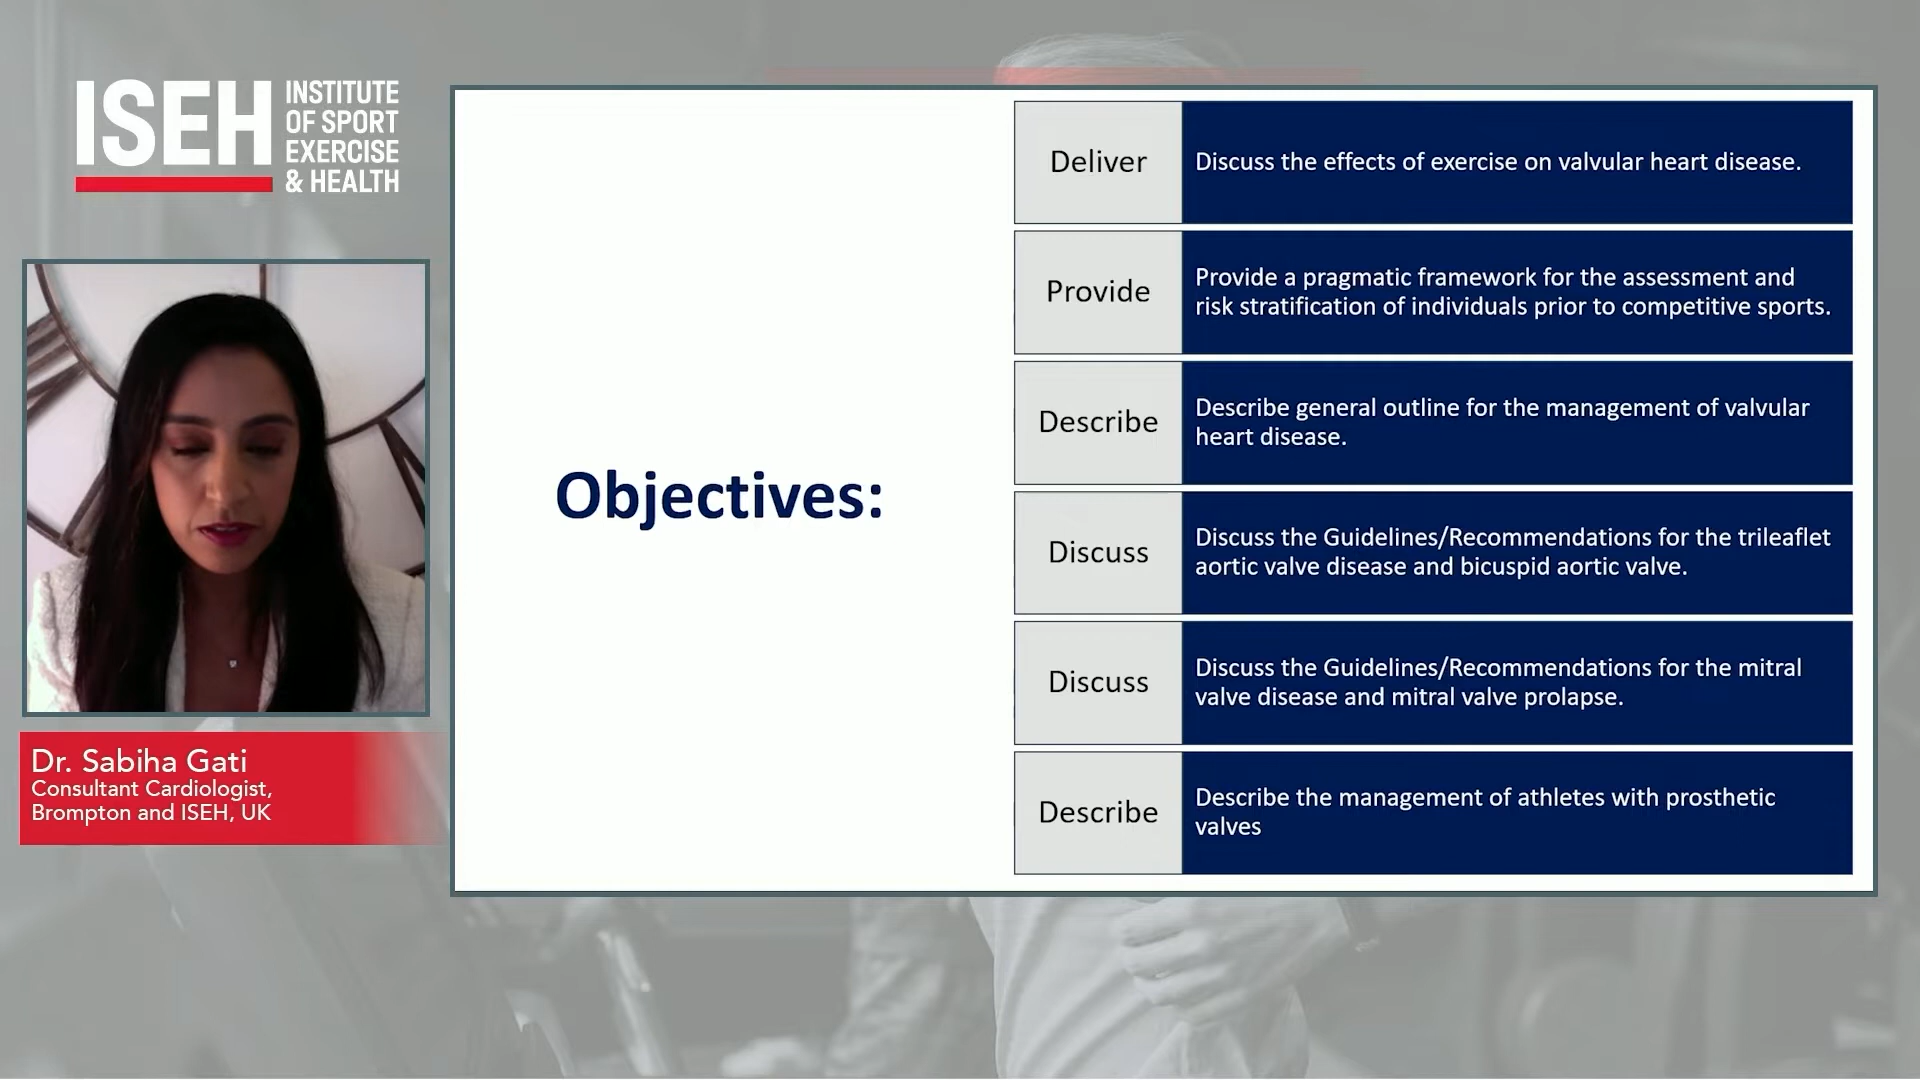 ISEH
INSTITUTE
OF SPORT
EXERCISE
& HEALTH
Dr. Sabiha Gati
Consultant Cardiologist,
Brompton and ISEH, UK
Objectives:
Deliver
Discuss the effects of exercise on valvular heart disease.
Provide
Provide a pragmatic framework for the assessment and
risk stratification of individuals prior to competitive sports.
Describe
Describe general outline for the management of valvular
heart disease.
Discuss
Discuss the Guidelines/Recommendations for the trileaflet
aortic valve disease and bicuspid aortic valve.
Discuss
Discuss the Guidelines/Recommendations for the mitral
valve disease and mitral valve prolapse.
Describe
Describe the management of athletes with prosthetic
valves